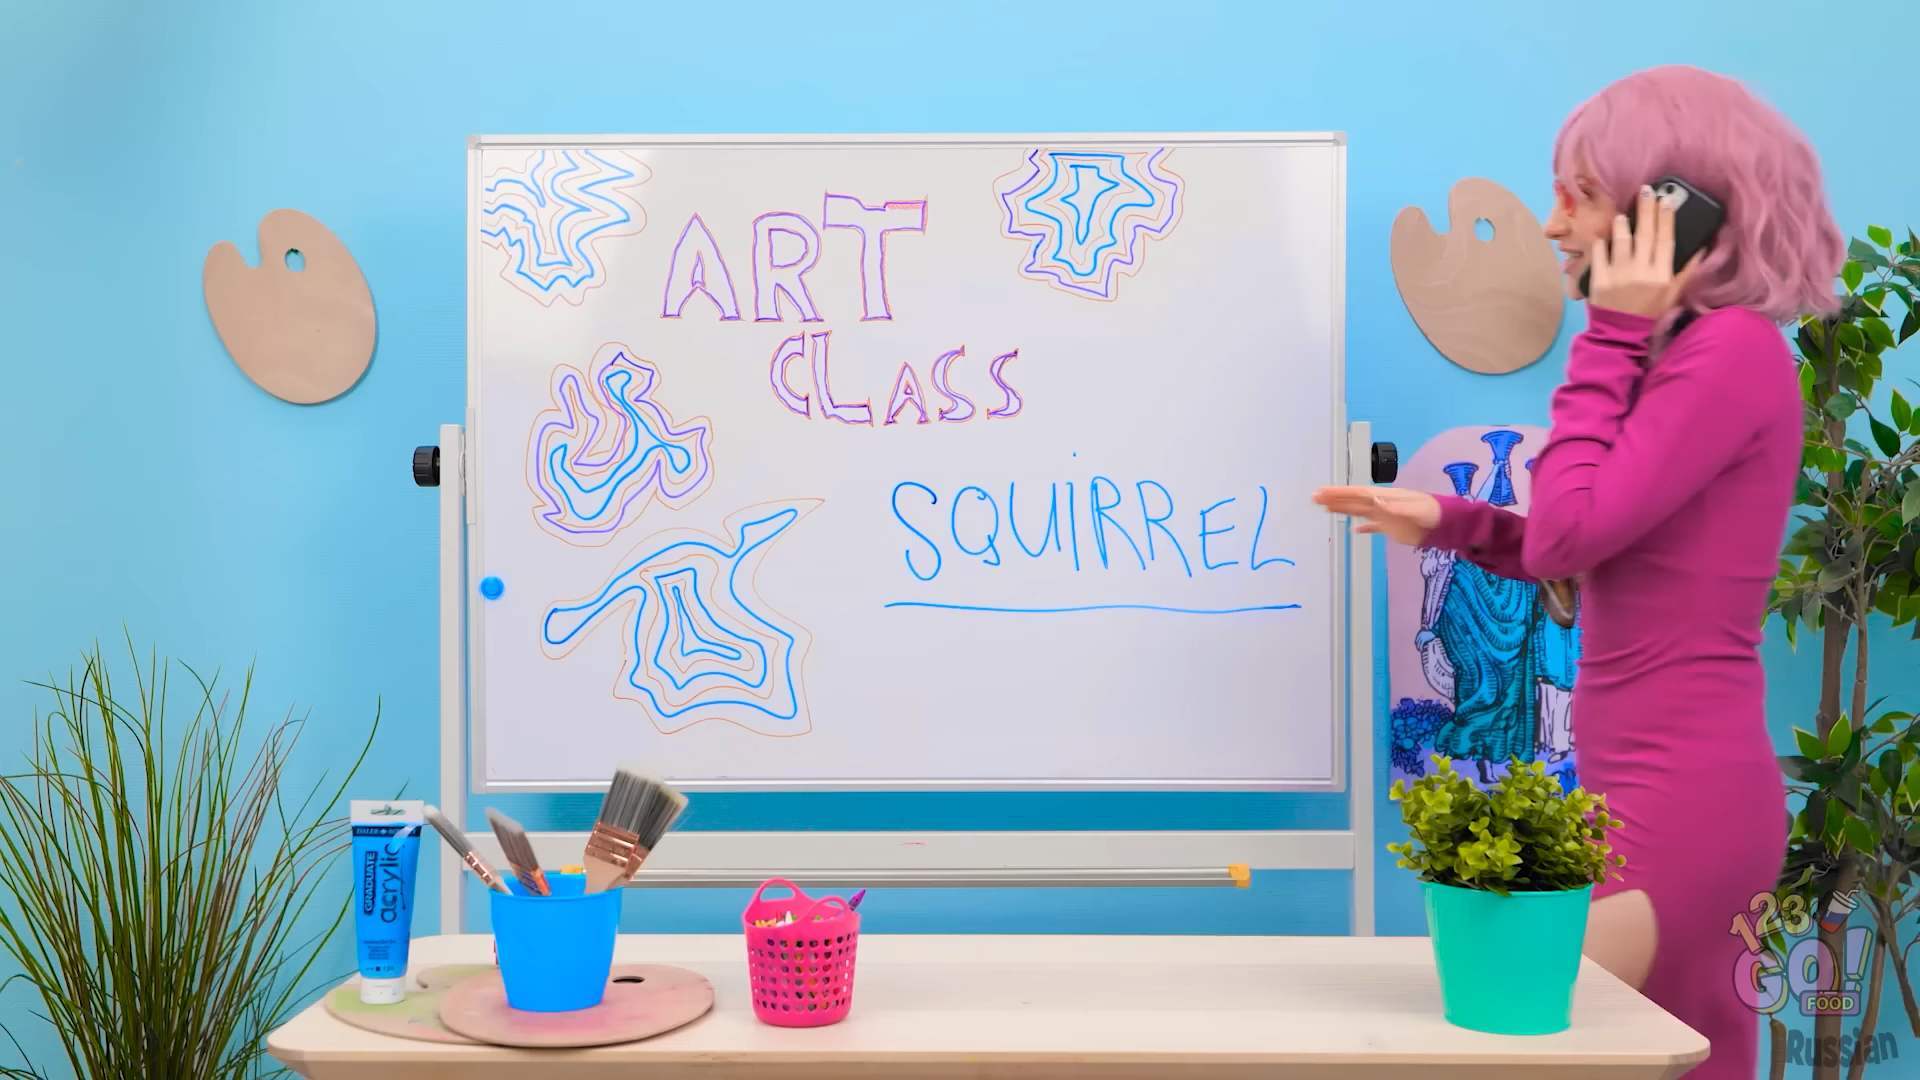 ART
CLASS
SQUIRREL
GRADUATE
acrylic
123
GO!
FOOD
Russian